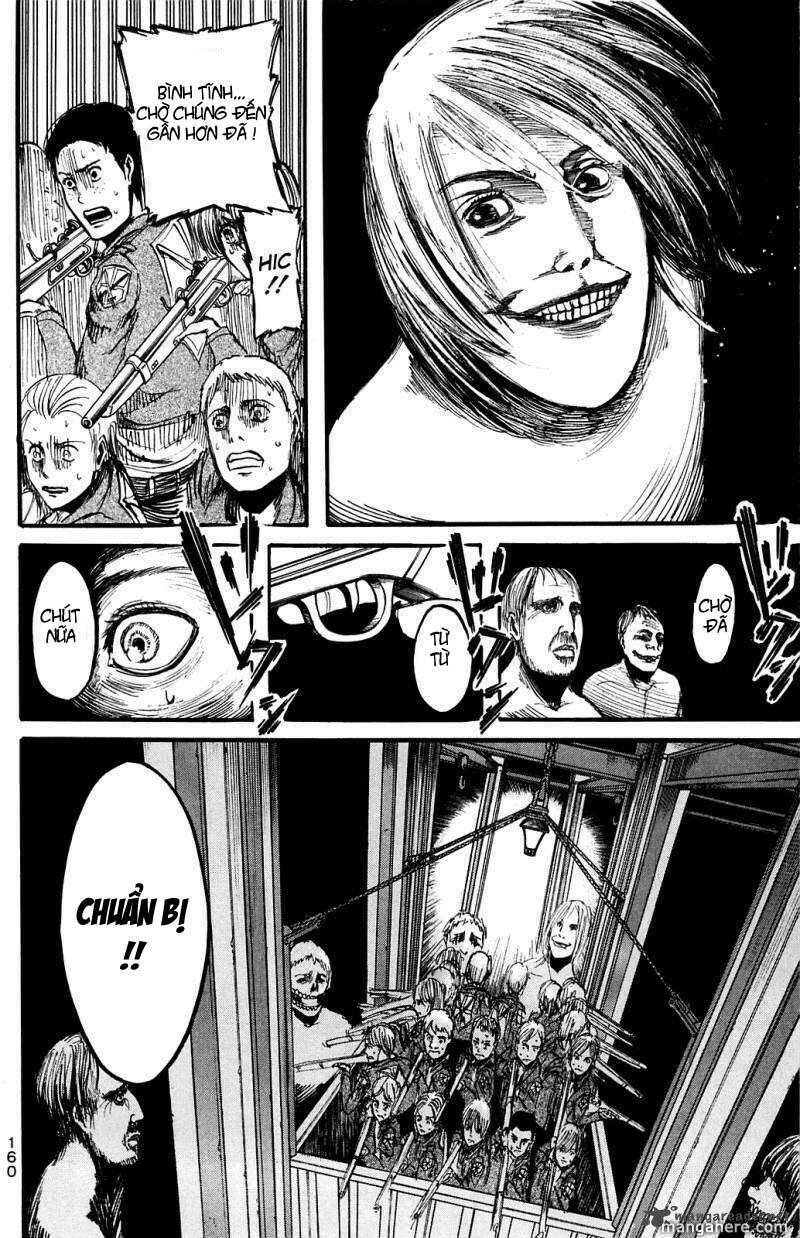 BÌNH TĨNH...
CHỜ CHÚNG ĐẾN
GẦN HƠN ĐÃ !
HIC
!!
CHÚT
NỮA
TỪ
TỪ
CHỜ
ĐÃ
CHUẨN BỊ
!!
160
mangahere.com